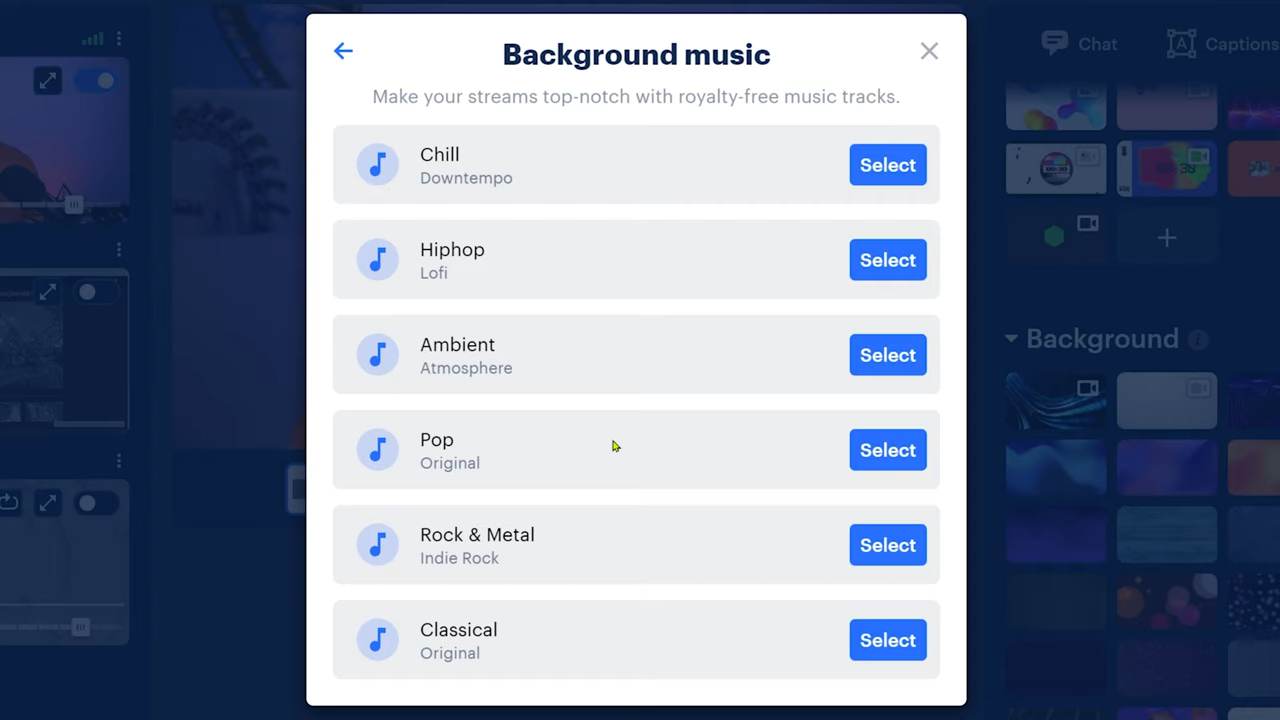 Background music
Make your streams top-notch with royalty-free music tracks.
Chill
Downtempo
Select
Hiphop
Lofi
Select
Ambient
Atmosphere
Select
Pop
Original
Select
Rock & Metal
Indie Rock
Select
Classical
Original
Select
Chat
Captions
Background